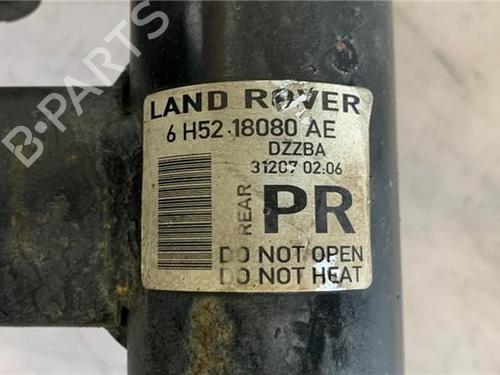 LAND ROVER
6 H52 18080 AE
DZZBA
31207 02:06
REAR
PR
DO NOT OPEN
DO NOT HEAT
B-PARTS